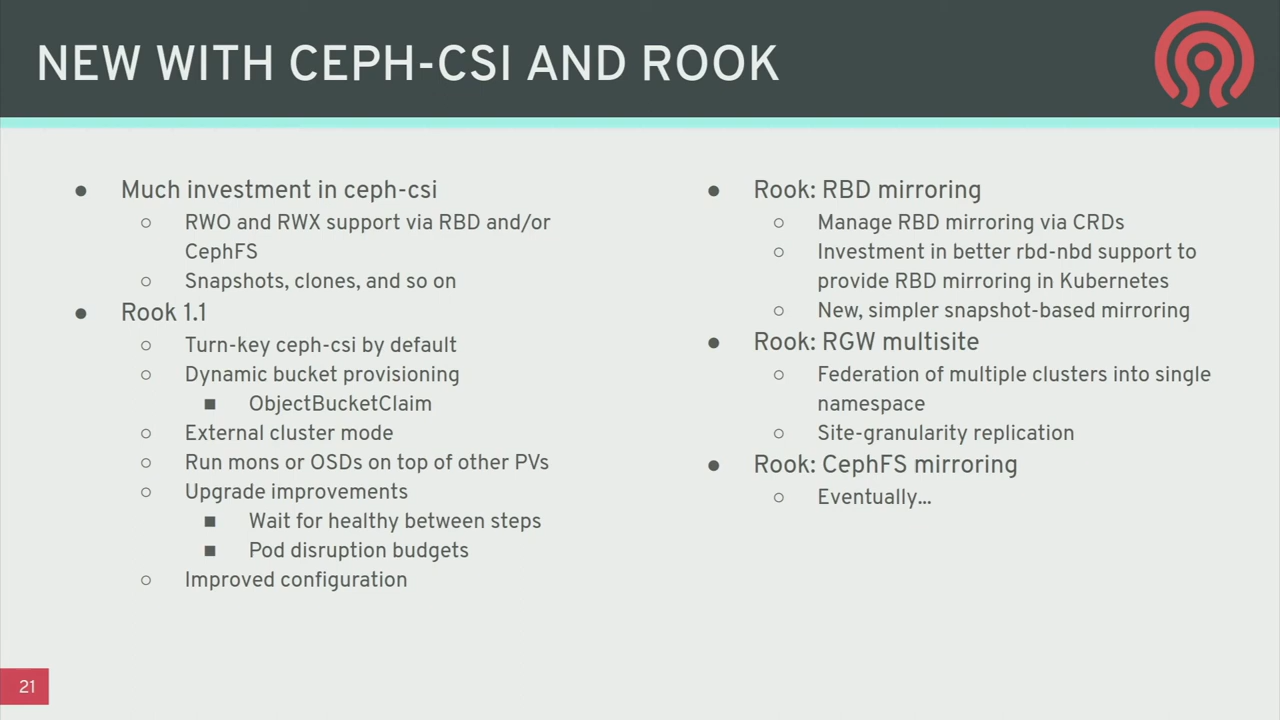 NEW WITH CEPH-CSI AND ROOK
● Much investment in ceph-csi
○ RWO and RWX support via RBD and/or
CephFS
○ Snapshots, clones, and so on
● Rook 1.1
○ Turn-key ceph-csi by default
○ Dynamic bucket provisioning
■ ObjectBucketClaim
○ External cluster mode
○ Run mons or OSDs on top of other PVs
○ Upgrade improvements
■ Wait for healthy between steps
■ Pod disruption budgets
○ Improved configuration
● Rook: RBD mirroring
○ Manage RBD mirroring via CRDs
○ Investment in better rbd-nbd support to
provide RBD mirroring in Kubernetes
○ New, simpler snapshot-based mirroring
● Rook: RGW multisite
○ Federation of multiple clusters into single
namespace
○ Site-granularity replication
● Rook: CephFS mirroring
○ Eventually...
21